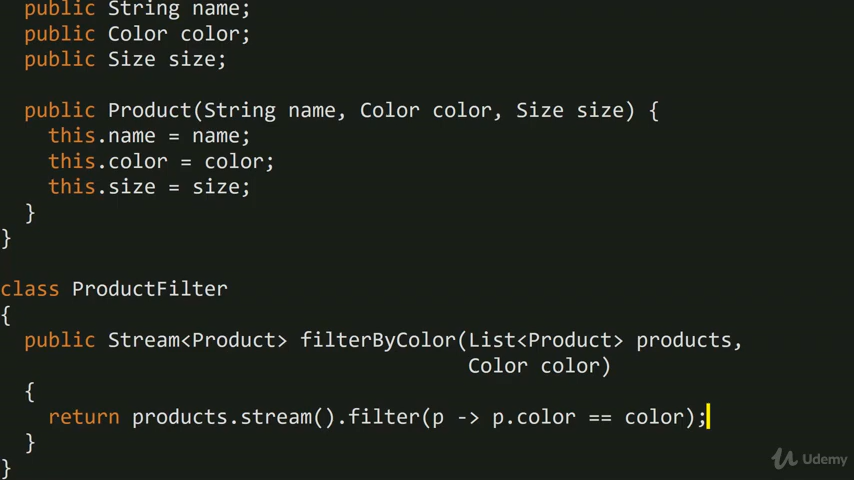 public String name;
  public Color color;
  public Size size;

  public Product(String name, Color color, Size size) {
    this.name = name;
    this.color = color;
    this.size = size;
  }
}

class ProductFilter
{
  public Stream<Product> filterByColor(List<Product> products,
                                       Color color)
  {
    return products.stream().filter(p -> p.color == color);
  }
}
Udemy